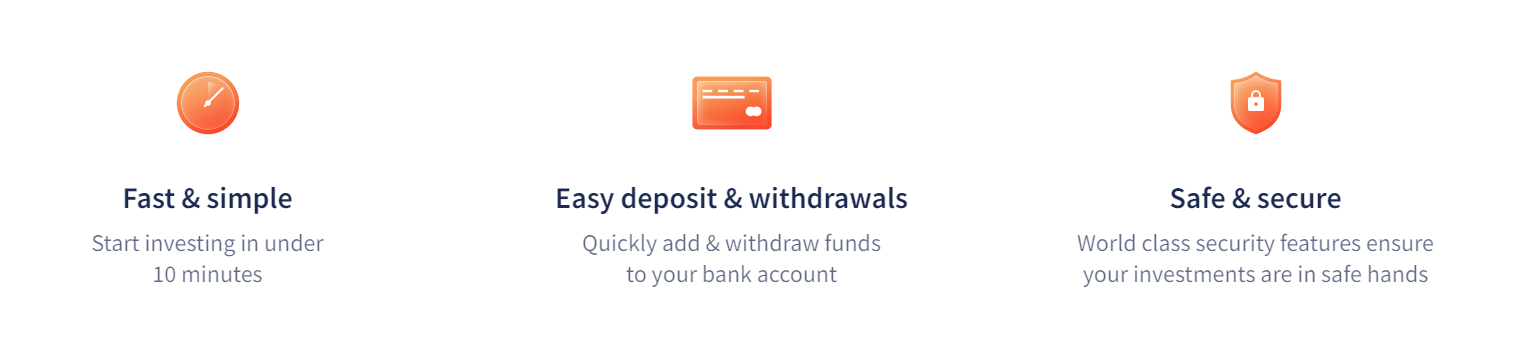 Fast & simple
Start investing in under
10 minutes
Easy deposit & withdrawals
Quickly add & withdraw funds
to your bank account
Safe & secure
World class security features ensure
your investments are in safe hands